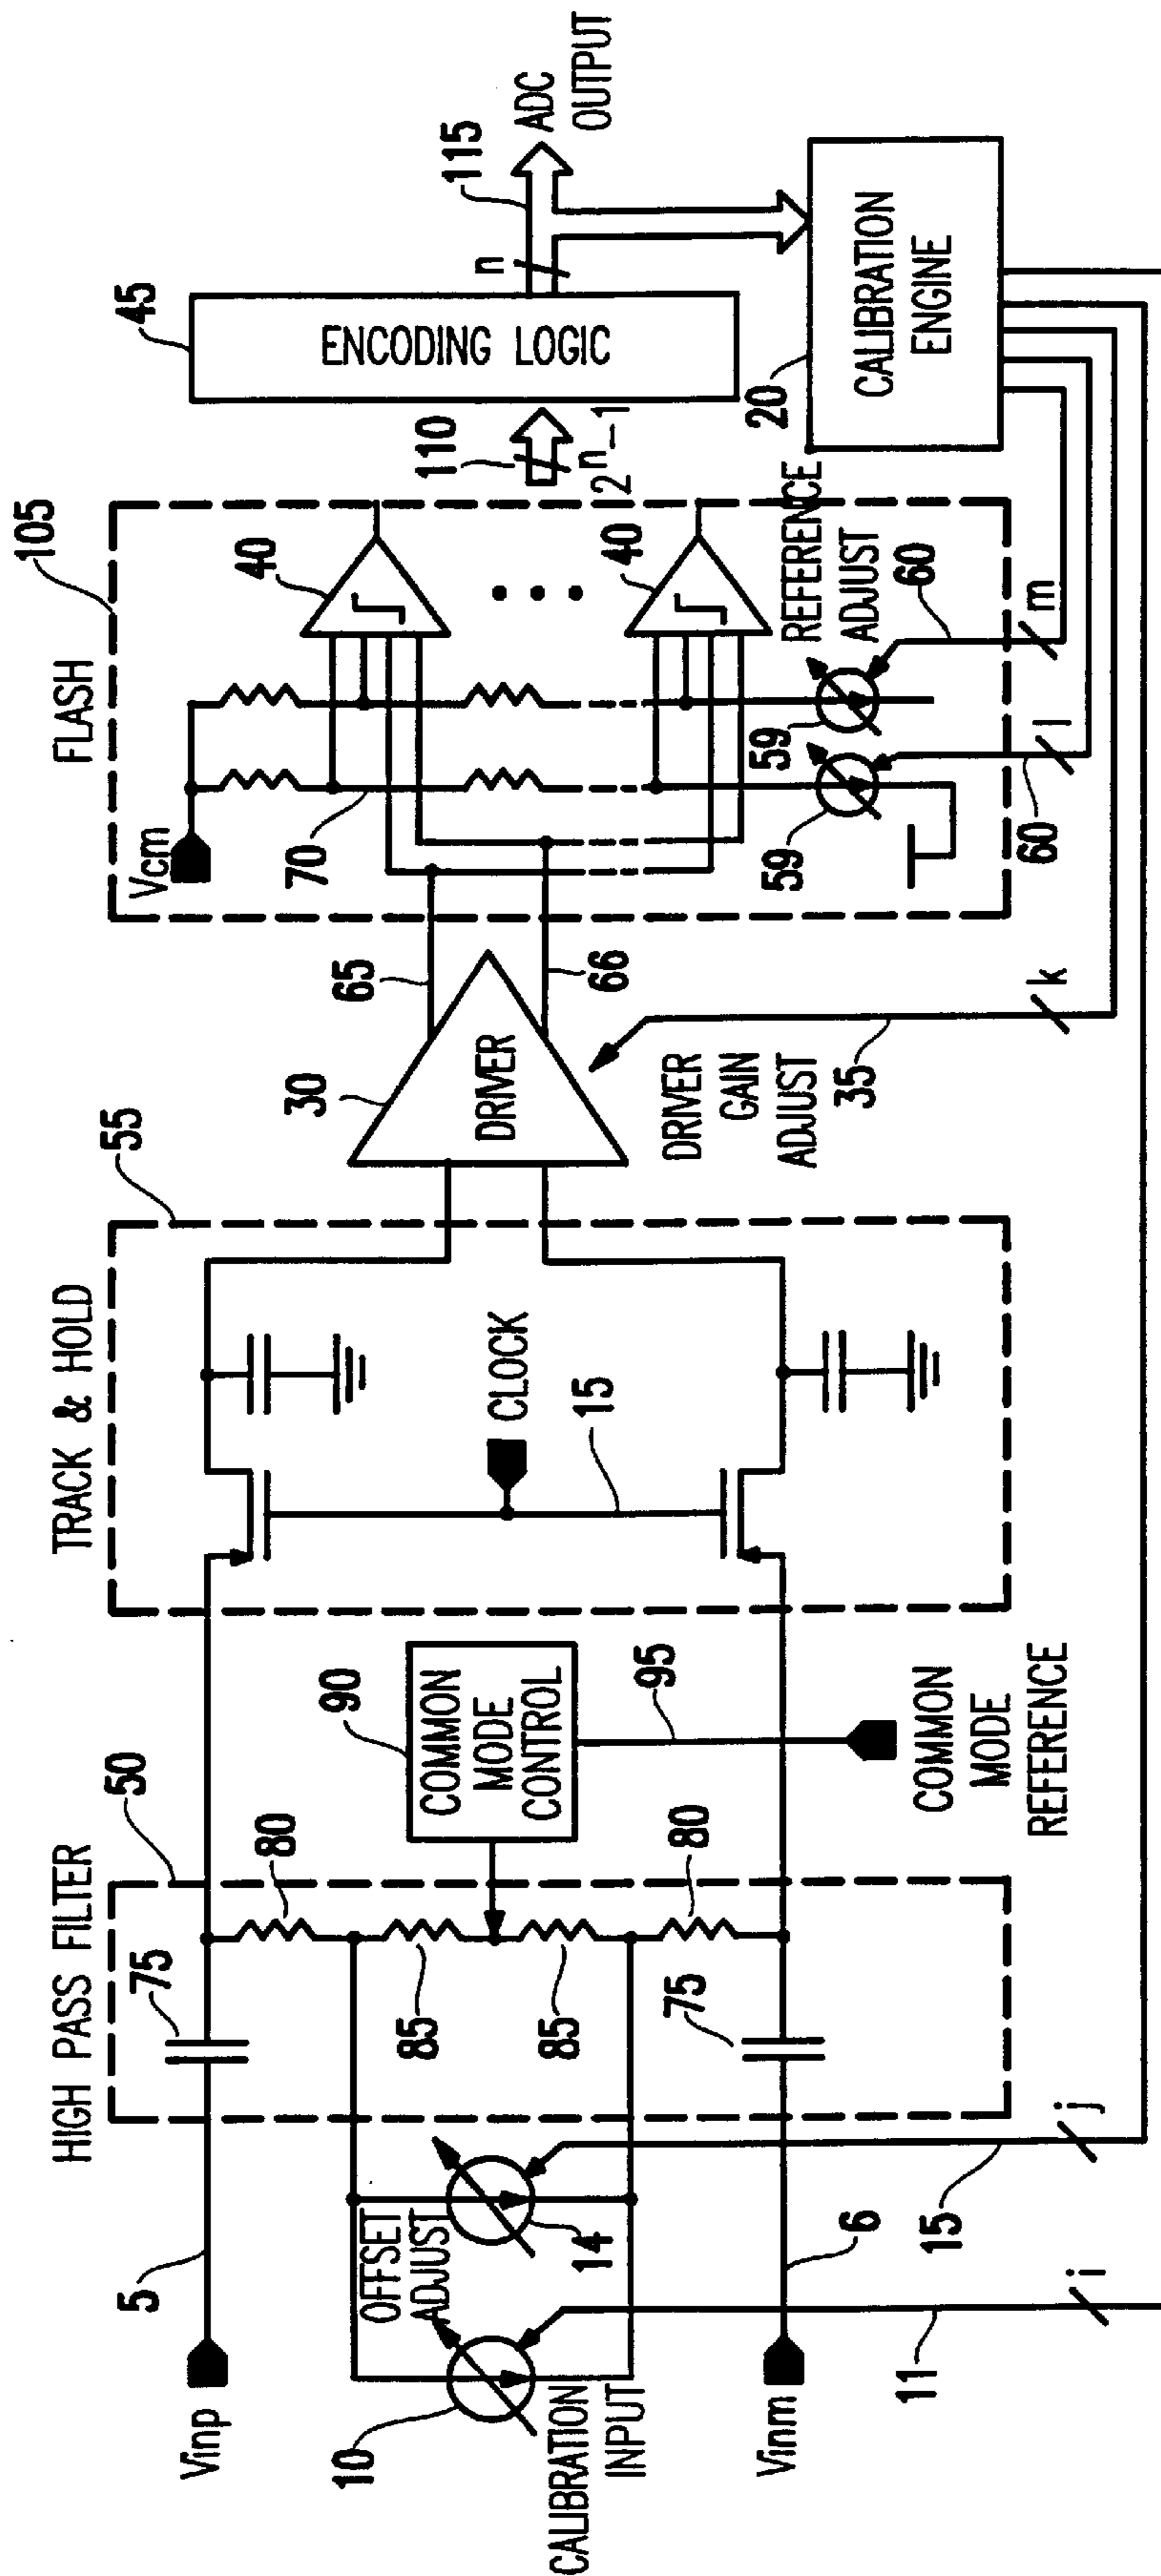 HIGH PASS FILTER
50
TRACK & HOLD
55
FLASH
105
Vinp
5
75
80
OFFSET
ADJUST
10
14
85
85
CALIBRATION
INPUT
80
75
Vinm
6
11
i
15
j
90
COMMON
MODE
CONTROL
95
COMMON
MODE
REFERENCE
CLOCK
15
30
DRIVER
65
66
DRIVER
GAIN
ADJUST
35
k
Vcm
70
40
40
59
59
REFERENCE
ADJUST
60
60
l
m
110
2^n-1
45
ENCODING LOGIC
n
115
ADC
OUTPUT
20
CALIBRATION
ENGINE